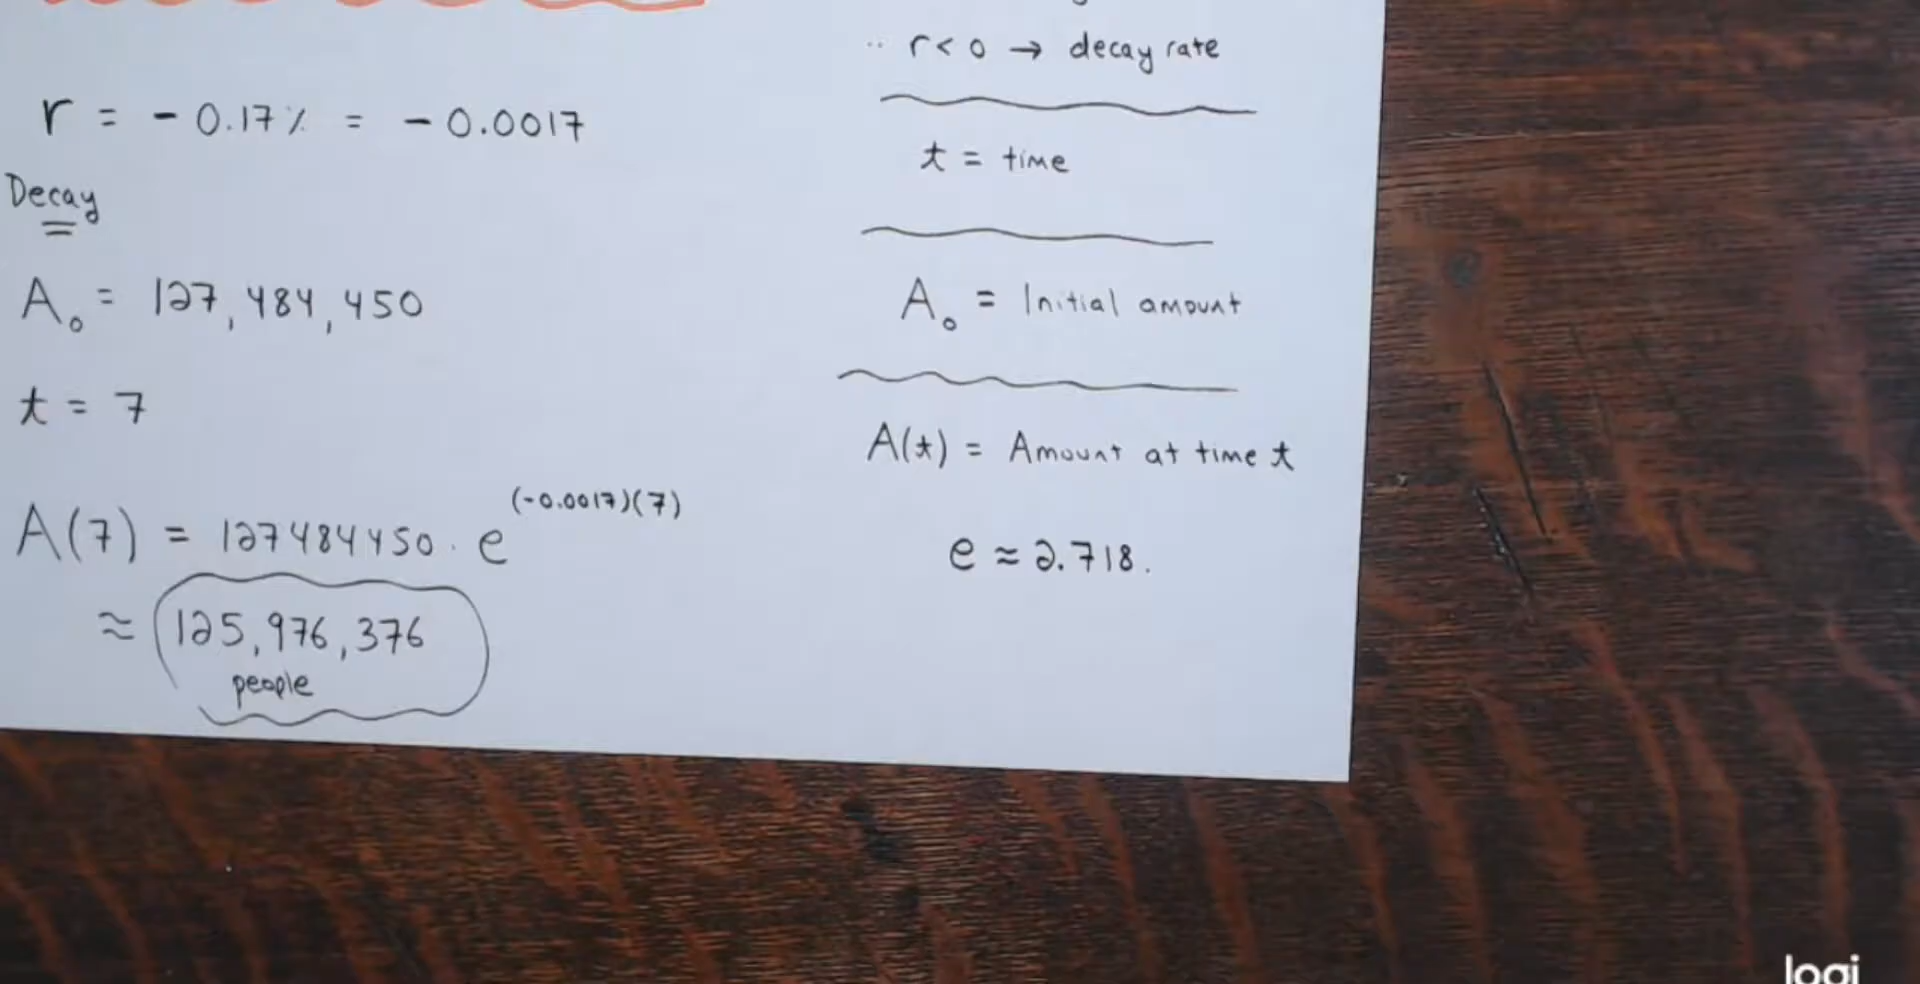 r = - 0.17% = - 0.0017
Decay
A₀ = 127,484,450
t = 7
A(7) = 127484450 · e^(-0.0017)(7)
≈ 125,976,376
people
r < 0 → decay rate
t = time
A₀ = Initial amount
A(t) = Amount at time t
e ≈ 2.718.
logi